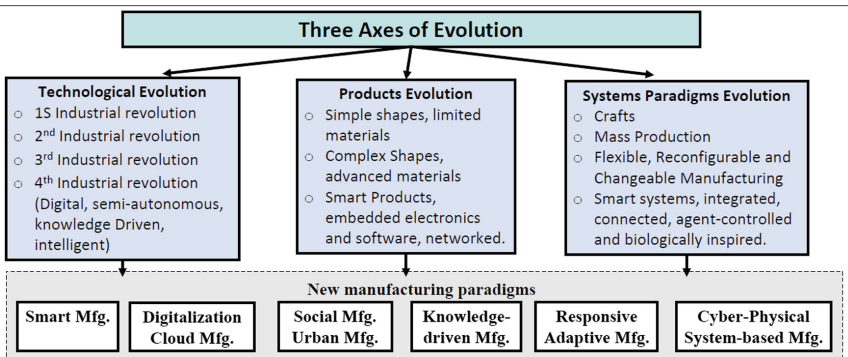 Three Axes of Evolution
Technological Evolution
○ 1S Industrial revolution
○ 2nd Industrial revolution
○ 3rd Industrial revolution
○ 4th Industrial revolution
(Digital, semi-autonomous,
knowledge Driven,
intelligent)
Products Evolution
○ Simple shapes, limited
materials
○ Complex Shapes,
advanced materials
○ Smart Products,
embedded electronics
and software, networked.
Systems Paradigms Evolution
○ Crafts
○ Mass Production
○ Flexible, Reconfigurable and
Changeable Manufacturing
○ Smart systems, integrated,
connected, agent-controlled
and biologically inspired.
New manufacturing paradigms
Smart Mfg.
Digitalization
Cloud Mfg.
Social Mfg.
Urban Mfg.
Knowledge-
driven Mfg.
Responsive
Adaptive Mfg.
Cyber-Physical
System-based Mfg.